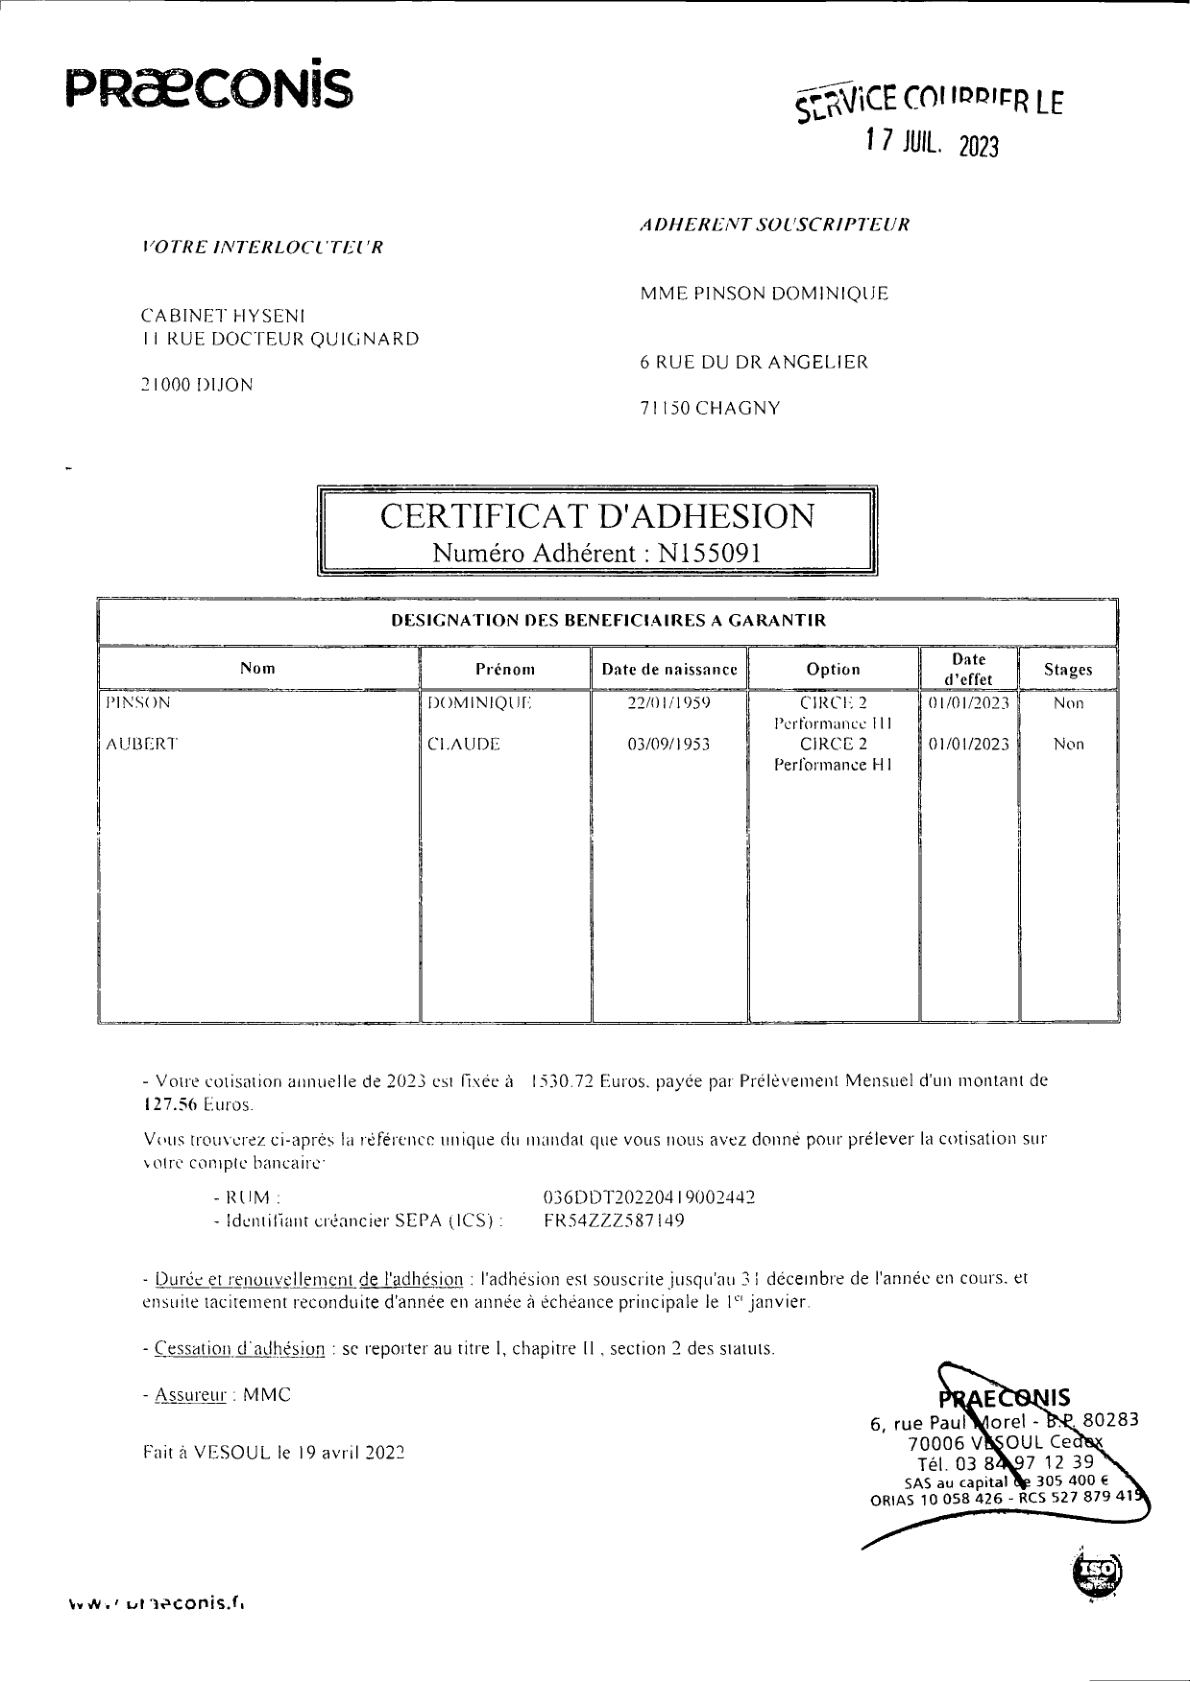 PRæCONiS
SERVICE COURRIER LE
17 JUIL. 2023
VOTRE INTERLOCUTEUR
CABINET HYSENI
11 RUE DOCTEUR QUIGNARD
21000 DIJON
ADHERENT SOUSCRIPTEUR
MME PINSON DOMINIQUE
6 RUE DU DR ANGELIER
71150 CHAGNY
CERTIFICAT D'ADHESION
Numéro Adhérent : N155091
DESIGNATION DES BENEFICIAIRES A GARANTIR
Nom Prénom Date de naissance Option Date d'effet Stages
PINSON DOMINIQUE 22/01/1959 CIRCE 2 01/01/2023 Non
Performance H1
AUBERT CLAUDE 03/09/1953 CIRCE 2 01/01/2023 Non
Performance H1
- Votre cotisation annuelle de 2023 est fixée à 1530.72 Euros, payée par Prélèvement Mensuel d'un montant de
127.56 Euros.
Vous trouverez ci-après la référence unique du mandat que vous nous avez donné pour prélever la cotisation sur
votre compte bancaire:
- RUM : 036DDT20220419002442
- Identifiant créancier SEPA (ICS) : FR54ZZZ587149
- Durée et renouvellement de l'adhésion : l'adhésion est souscrite jusqu'au 31 décembre de l'année en cours, et
ensuite tacitement reconduite d'année en année à échéance principale le 1er janvier.
- Cessation d'adhésion : se reporter au titre I, chapitre II , section 2 des statuts.
- Assureur : MMC
Fait à VESOUL le 19 avril 2022
PRAECONIS
6, rue Paul Morel - B.P. 80283
70006 VESOUL Cedex
Tél. 03 84 97 12 39
SAS au capital de 305 400 €
ORIAS 10 058 426 - RCS 527 879 419
ISO
www.praeconis.fr